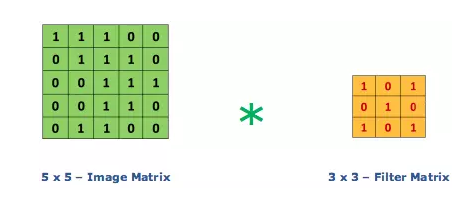 1 1 1 0 0
0 1 1 1 0
0 0 1 1 1
0 0 1 1 0
0 1 1 0 0
*
1 0 1
0 1 0
1 0 1
5 x 5 – Image Matrix
3 x 3 – Filter Matrix